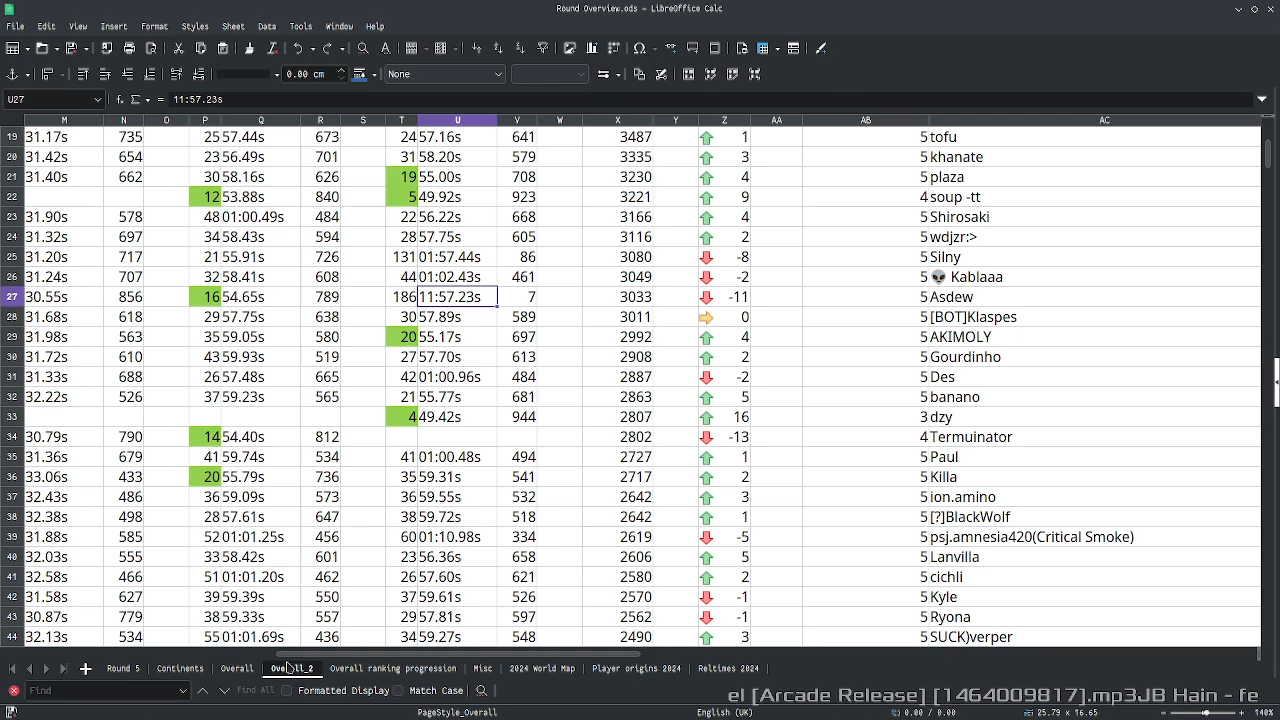 Round Overview.ods — LibreOffice Calc
File Edit View Insert Format Styles Sheet Data Tools Window Help
0.00 cm None
U27 11:57.23s
M N O P Q R S T U V W X Y Z AA AB AC
19 31.17s 735 25 57.44s 673 24 57.16s 641 3487 1 5 tofu
20 31.42s 654 23 56.49s 701 31 58.20s 579 3335 3 5 khanate
21 31.40s 662 30 58.16s 626 19 55.00s 708 3230 4 5 plaza
22 12 53.88s 840 5 49.92s 923 3221 9 4 soup -tt
23 31.90s 578 48 01:00.49s 484 22 56.22s 668 3166 4 5 Shirosaki
24 31.32s 697 34 58.43s 594 28 57.75s 605 3116 2 5 wdjzr:>
25 31.20s 717 21 55.91s 726 131 01:57.44s 86 3080 -8 5 Silny
26 31.24s 707 32 58.41s 608 44 01:02.43s 461 3049 -2 5 👽 Kablaaa
27 30.55s 856 16 54.65s 789 186 11:57.23s 7 3033 -11 5 Asdew
28 31.68s 618 29 57.75s 638 30 57.89s 589 3011 0 5 [BOT]Klaspes
29 31.98s 563 35 59.05s 580 20 55.17s 697 2992 4 5 AKIMOLY
30 31.72s 610 43 59.93s 519 27 57.70s 613 2908 2 5 Gourdinho
31 31.33s 688 26 57.48s 665 42 01:00.96s 484 2887 -2 5 Des
32 32.22s 526 37 59.23s 565 21 55.77s 681 2863 5 5 banano
33 4 49.42s 944 2807 16 3 dzy
34 30.79s 790 14 54.40s 812 2802 -13 4 Termuinator
35 31.36s 679 41 59.74s 534 41 01:00.48s 494 2727 1 5 Paul
36 33.06s 433 20 55.79s 736 35 59.31s 541 2717 2 5 Killa
37 32.43s 486 36 59.09s 573 36 59.55s 532 2642 3 5 ion.amino
38 32.38s 498 28 57.61s 647 38 59.72s 518 2642 1 5 [?]BlackWolf
39 31.88s 585 52 01:01.25s 456 60 01:10.98s 334 2619 -5 5 psj.amnesia420(Critical Smoke)
40 32.03s 555 33 58.42s 601 23 56.36s 658 2606 5 5 Lanvilla
41 32.58s 466 51 01:01.20s 462 26 57.60s 621 2580 2 5 cichli
42 31.58s 627 39 59.39s 550 37 59.61s 526 2570 -1 5 Kyle
43 30.87s 779 38 59.33s 557 29 57.81s 597 2562 -1 5 Ryona
44 32.13s 534 55 01:01.69s 436 34 59.27s 548 2490 3 5 SUCK)verper
Round 5 Continents Overall Overall_2 Overall ranking progression Misc 2024 World Map Player origins 2024 Reltimes 2024
Find Find All Formatted Display Match Case
el [Arcade Release] [1464009817].mp3JB Hain - fe
PageStyle_Overall English (UK) 0.00 / 0.00 25.79 x 16.65 140%